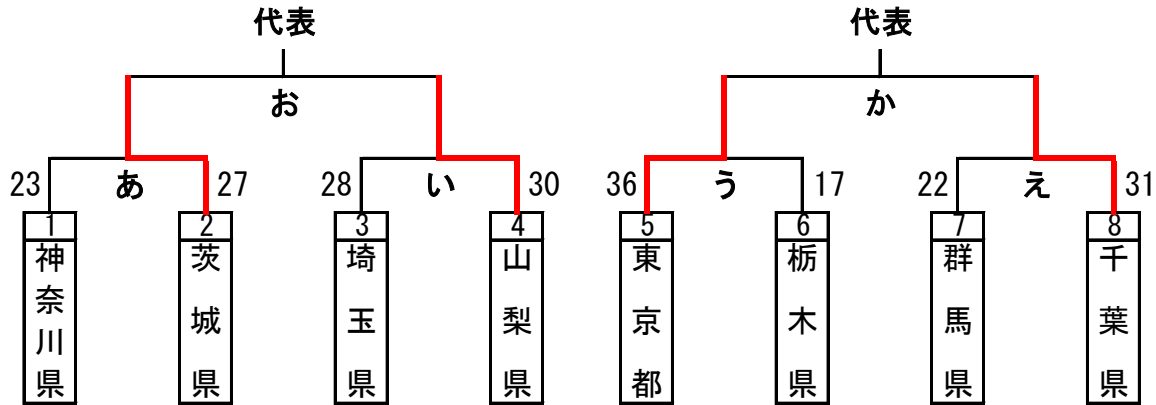 代表 代表
お か
23 あ 27 28 い 30 36 う 17 22 え 31
1 2 3 4 5 6 7 8
神奈川県
茨城県
埼玉県
山梨県
東京都
栃木県
群馬県
千葉県